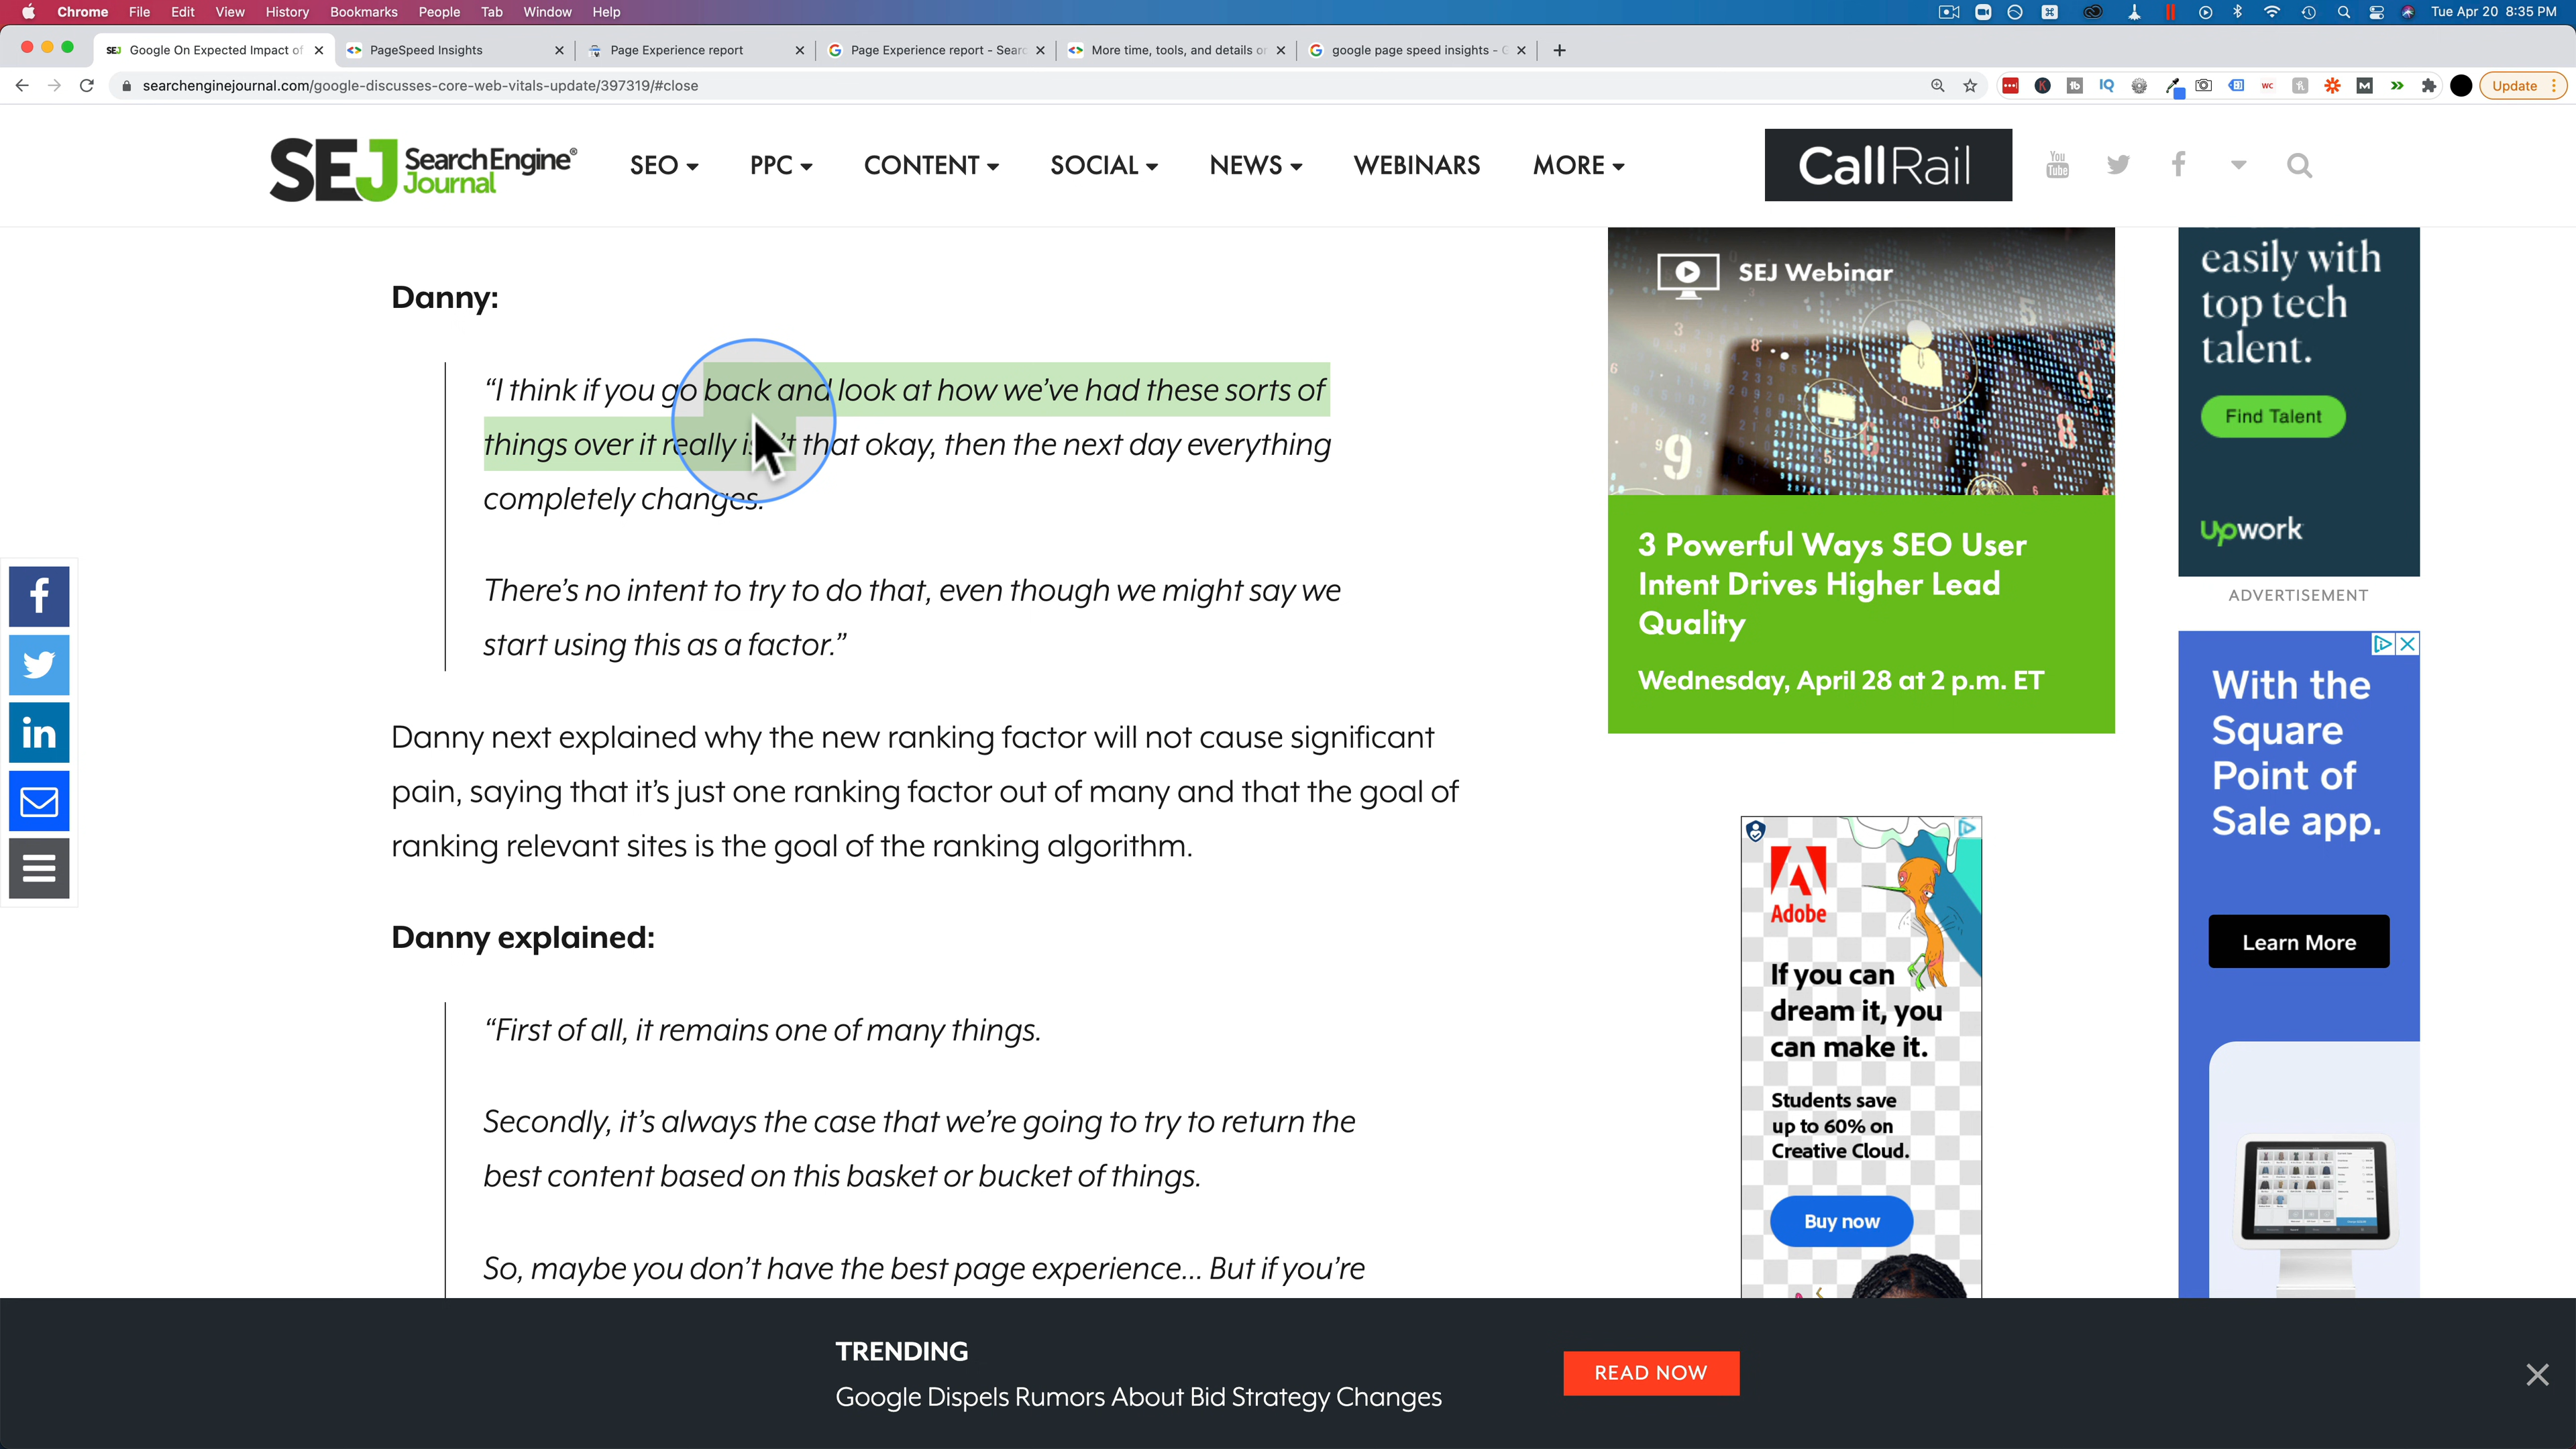 Chrome File Edit View History Bookmarks People Tab Window Help
Tue Apr 20 8:35 PM
SEJ Google On Expected Impact of
PageSpeed Insights
Page Experience report
Page Experience report - Searc
More time, tools, and details or
google page speed insights - G
searchenginejournal.com/google-discusses-core-web-vitals-update/397319/#close
IQ
WC
Update
SEJ SearchEngine®
Journal
SEO
PPC
CONTENT
SOCIAL
NEWS
WEBINARS
MORE
CallRail
You
Tube
Danny:
“I think if you go back and look at how we’ve had these sorts of
things over it really isn’t that okay, then the next day everything
completely changes.
There’s no intent to try to do that, even though we might say we
start using this as a factor.”
Danny next explained why the new ranking factor will not cause significant
pain, saying that it’s just one ranking factor out of many and that the goal of
ranking relevant sites is the goal of the ranking algorithm.
Danny explained:
“First of all, it remains one of many things.
Secondly, it’s always the case that we’re going to try to return the
best content based on this basket or bucket of things.
So, maybe you don’t have the best page experience… But if you’re
SEJ Webinar
3 Powerful Ways SEO User
Intent Drives Higher Lead
Quality
Wednesday, April 28 at 2 p.m. ET
Adobe
If you can
dream it, you
can make it.
Students save
up to 60% on
Creative Cloud.
Buy now
easily with
top tech
talent.
Find Talent
Upwork
ADVERTISEMENT
With the
Square
Point of
Sale app.
Learn More
TRENDING
Google Dispels Rumors About Bid Strategy Changes
READ NOW